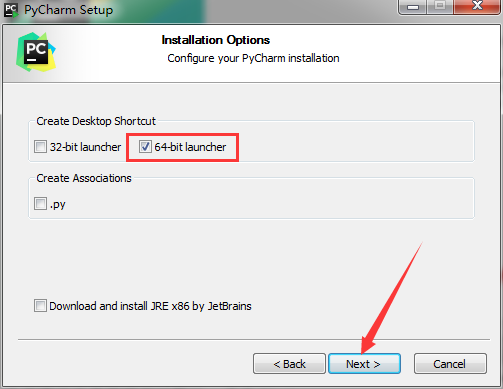 PyCharm Setup
PC
Installation Options
Configure your PyCharm installation
Create Desktop Shortcut
32-bit launcher
64-bit launcher
Create Associations
.py
Download and install JRE x86 by JetBrains
< Back
Next >
Cancel